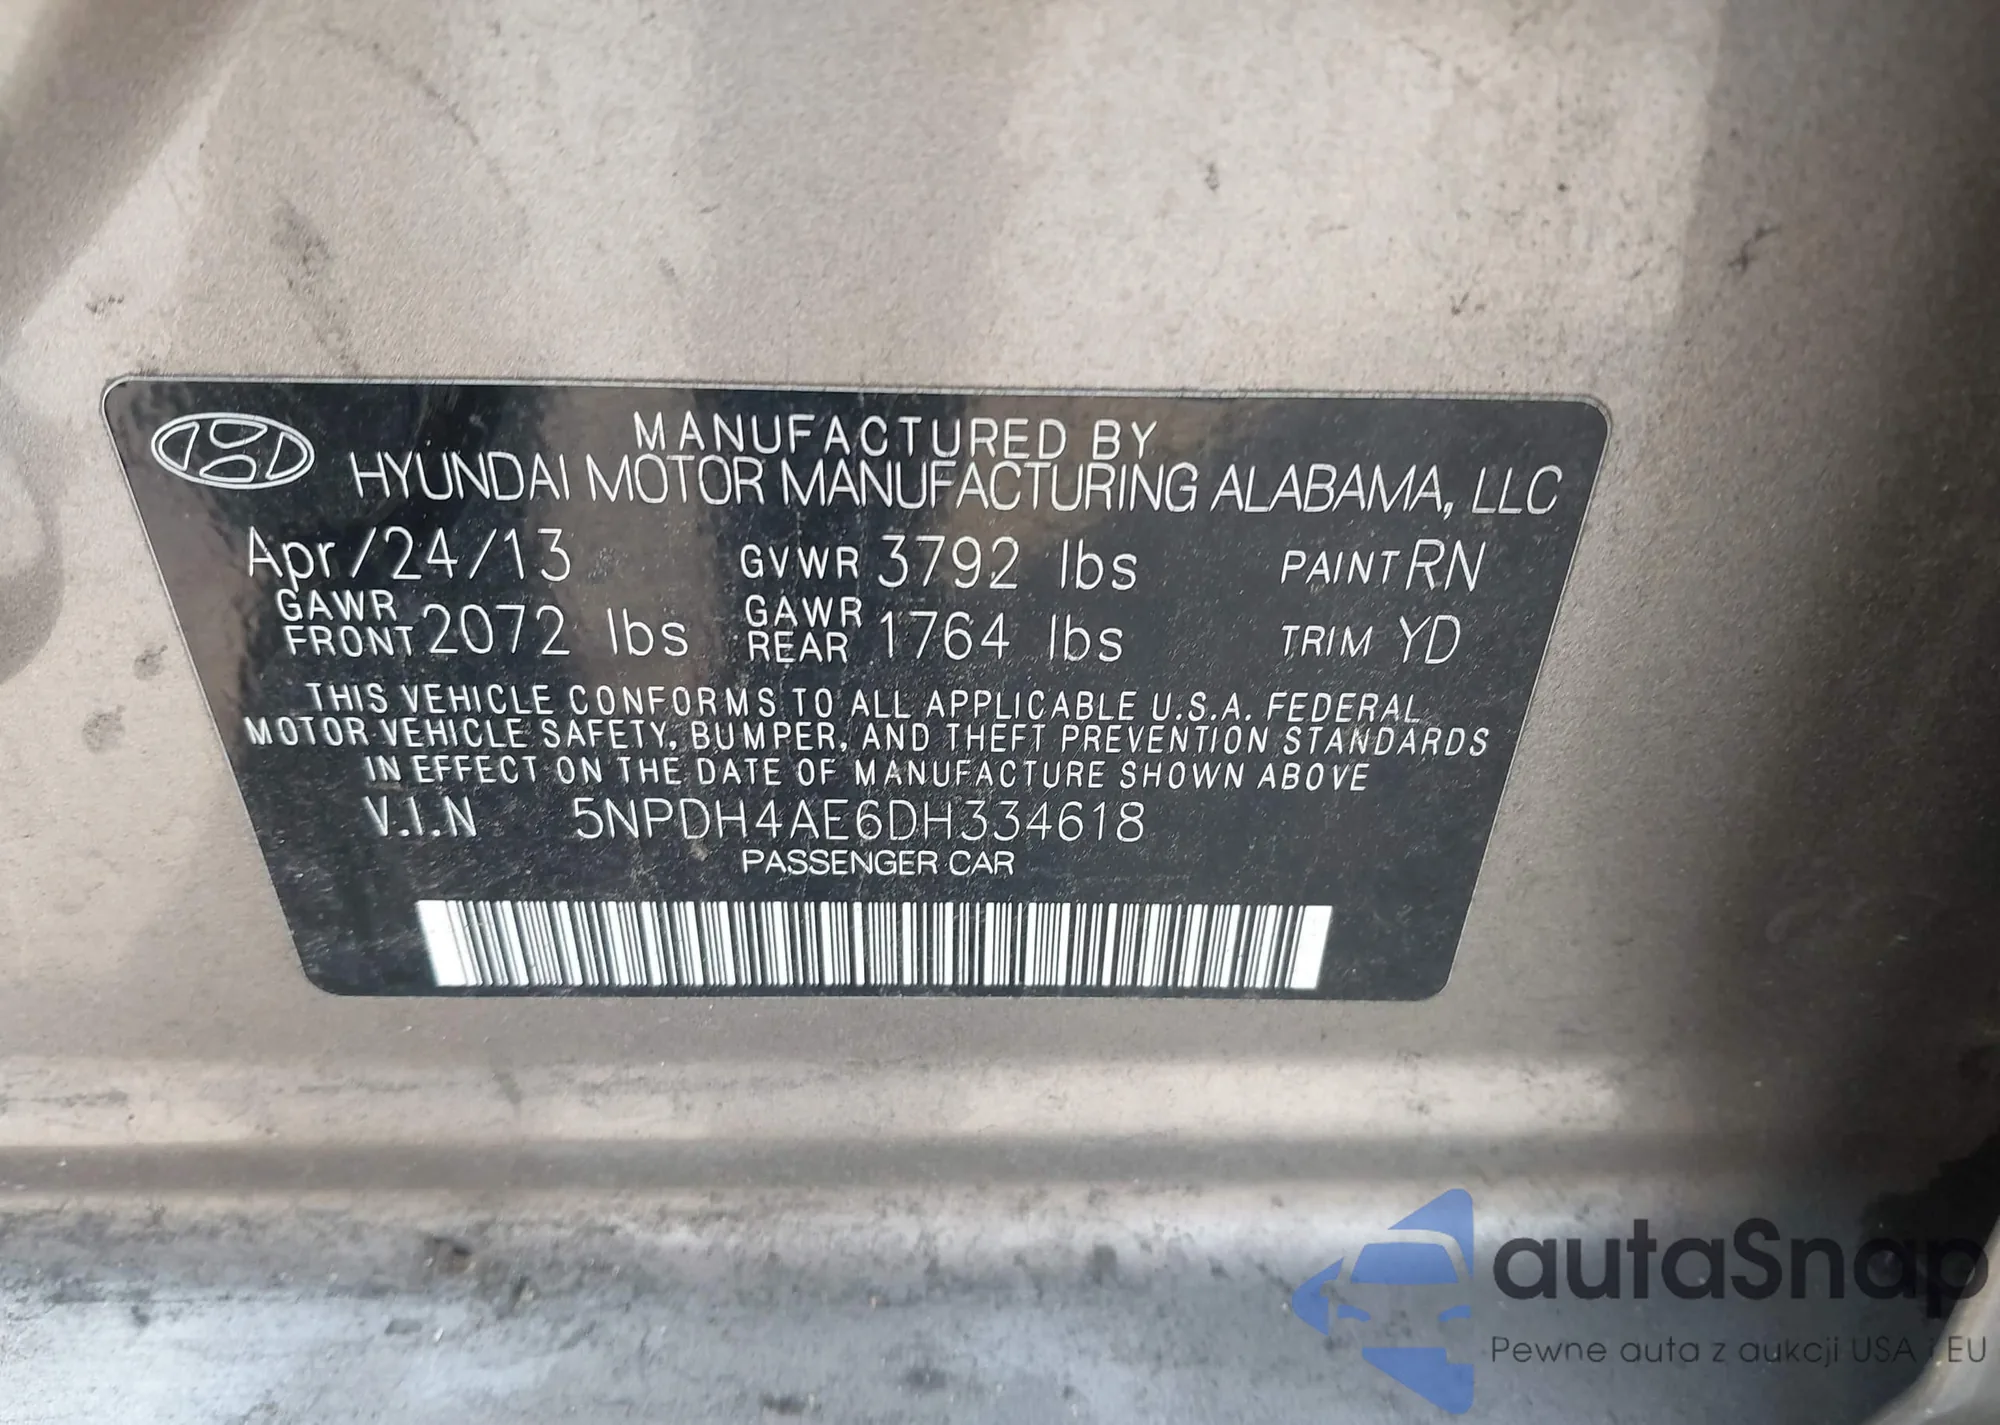 MANUFACTURED BY
HYUNDAI MOTOR MANUFACTURING ALABAMA, LLC
Apr/24/13 GVWR 3792 lbs PAINT RN
GAWR FRONT 2072 lbs GAWR REAR 1764 lbs TRIM YD
THIS VEHICLE CONFORMS TO ALL APPLICABLE U.S.A. FEDERAL
MOTOR VEHICLE SAFETY, BUMPER, AND THEFT PREVENTION STANDARDS
IN EFFECT ON THE DATE OF MANUFACTURE SHOWN ABOVE
V.I.N 5NPDH4AE6DH334618
PASSENGER CAR
autaSnap
Pewne auta z aukcji USA i EU